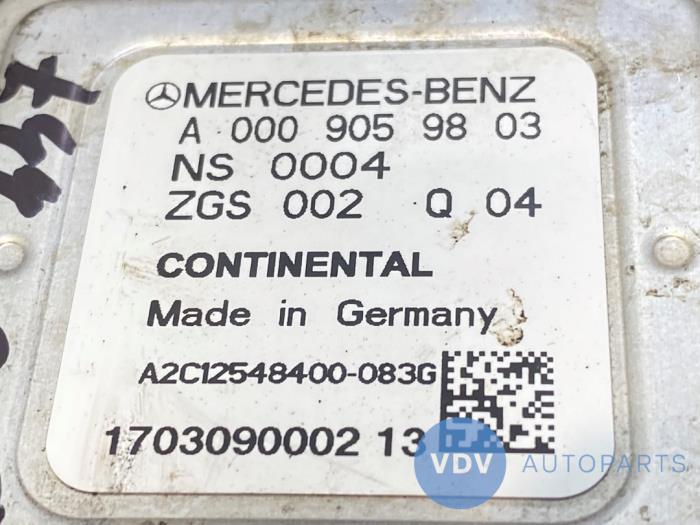 MERCEDES-BENZ
A 000 905 98 03
NS 0004
ZGS 002 Q 04
CONTINENTAL
Made in Germany
A2C12548400-083G
1703090002 13
VDV AUTOPARTS